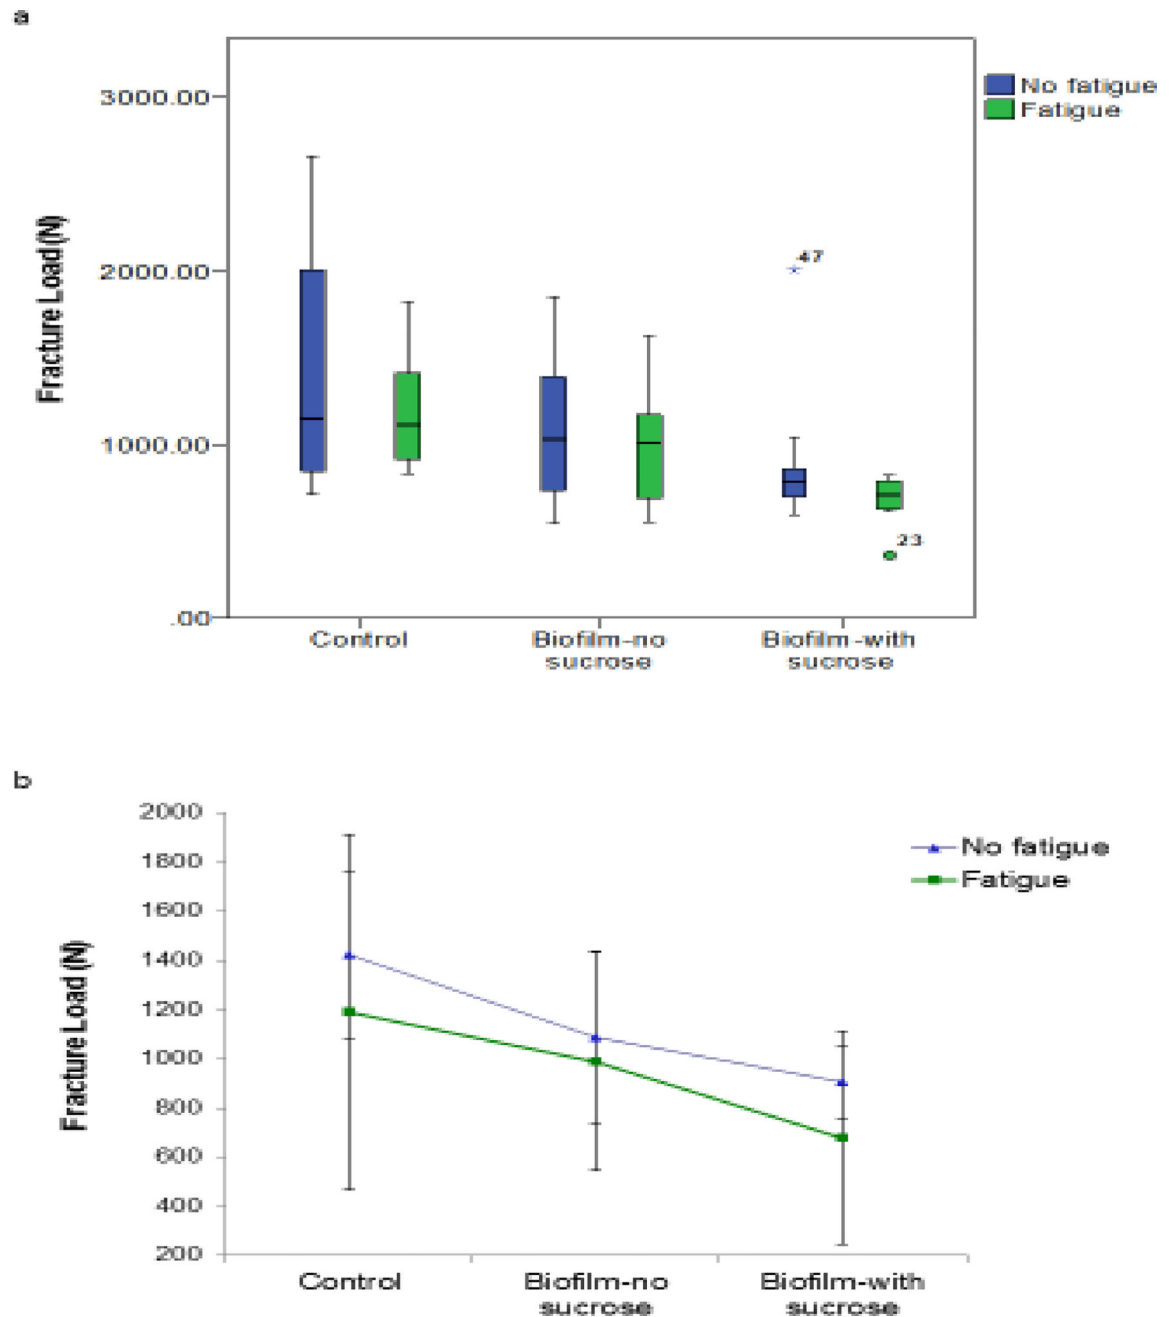 a
3000.00
2000.00
1000.00
.00
Fracture Load(N)
No fatigue
Fatigue
47
23
Control
Biofilm-no
sucrose
Biofilm-with
sucrose
b
2000
1800
1600
1400
1200
1000
800
600
400
200
Fracture Load (N)
No fatigue
Fatigue
Control
Biofilm-no
sucrose
Biofilm-with
sucrose